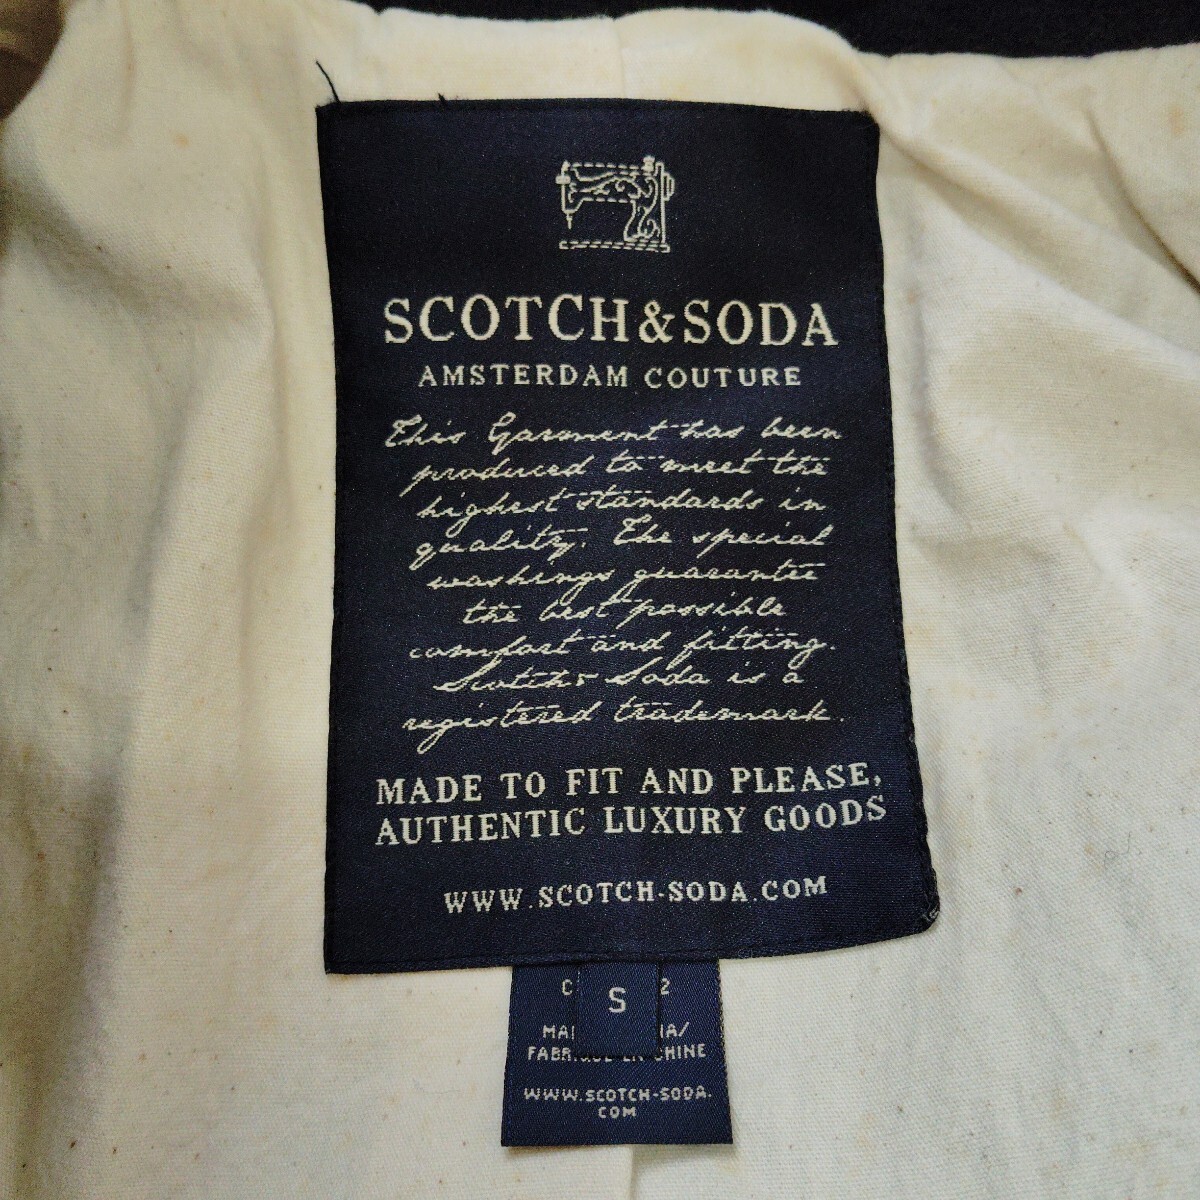 SCOTCH&SODA
AMSTERDAM COUTURE
This Garment has been
produced to meet the
highest standards in
quality. The special
washings guarantee
the best possible
comfort and fitting.
Scotch & Soda is a
registered trademark.
MADE TO FIT AND PLEASE,
AUTHENTIC LUXURY GOODS
WWW.SCOTCH-SODA.COM
S
CHINE
WWW.SCOTCH-SODA.
COM